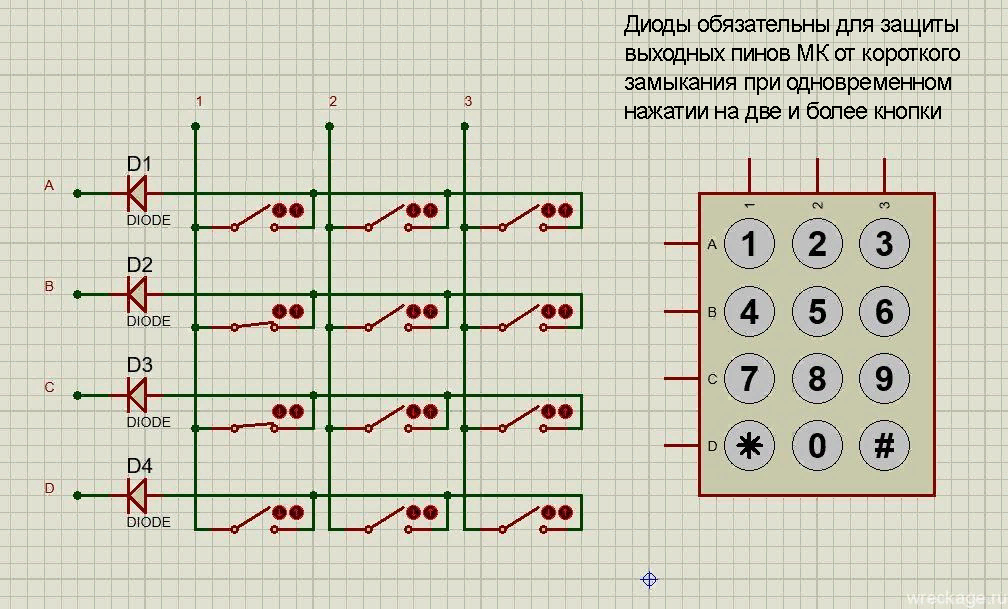 Диоды обязательны для защиты
выходных пинов МК от короткого
замыкания при одновременном
нажатии на две и более кнопки
1 2 3
D1
A
DIODE
D2
B
DIODE
D3
C
DIODE
D4
D
DIODE
1 2 3
A 1 2 3
B 4 5 6
C 7 8 9
D * 0 #
wreckage.ru